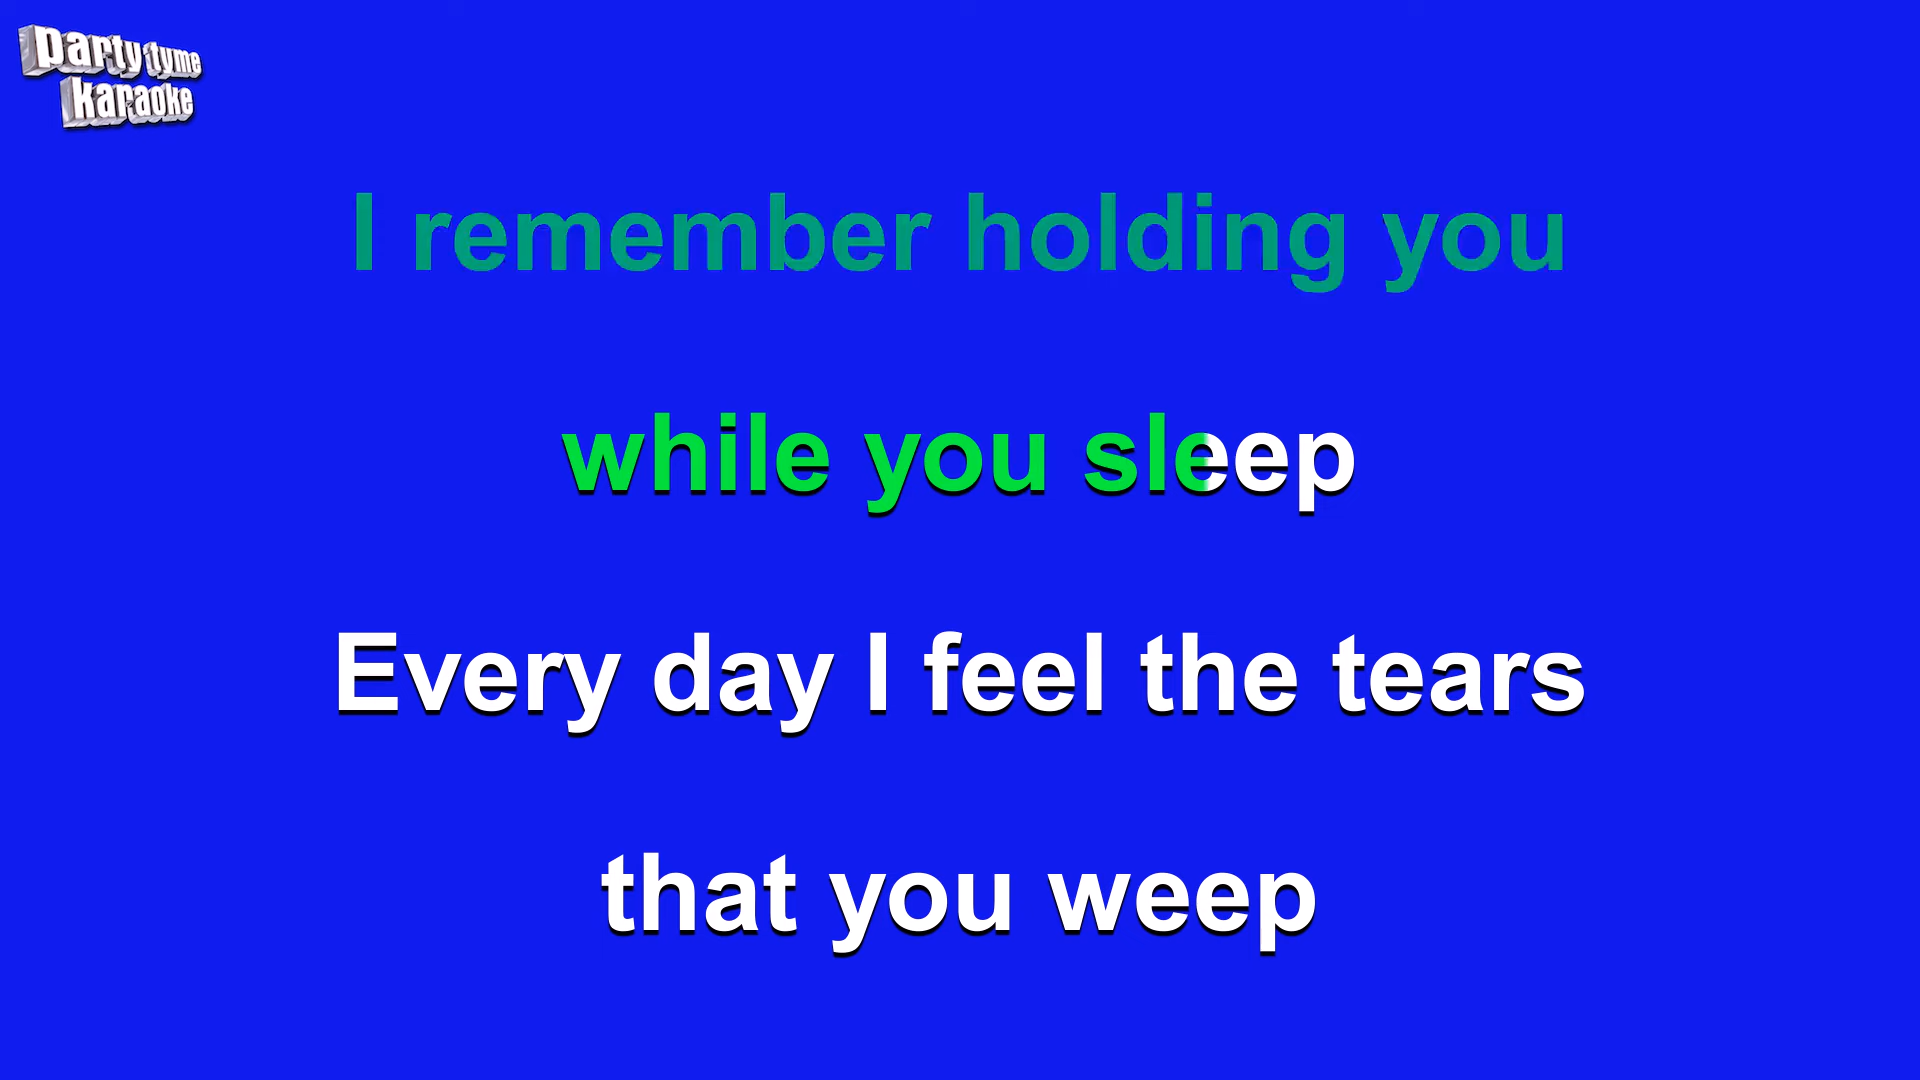 party tyme
karaoke
I remember holding you
while you sleep
Every day I feel the tears
that you weep